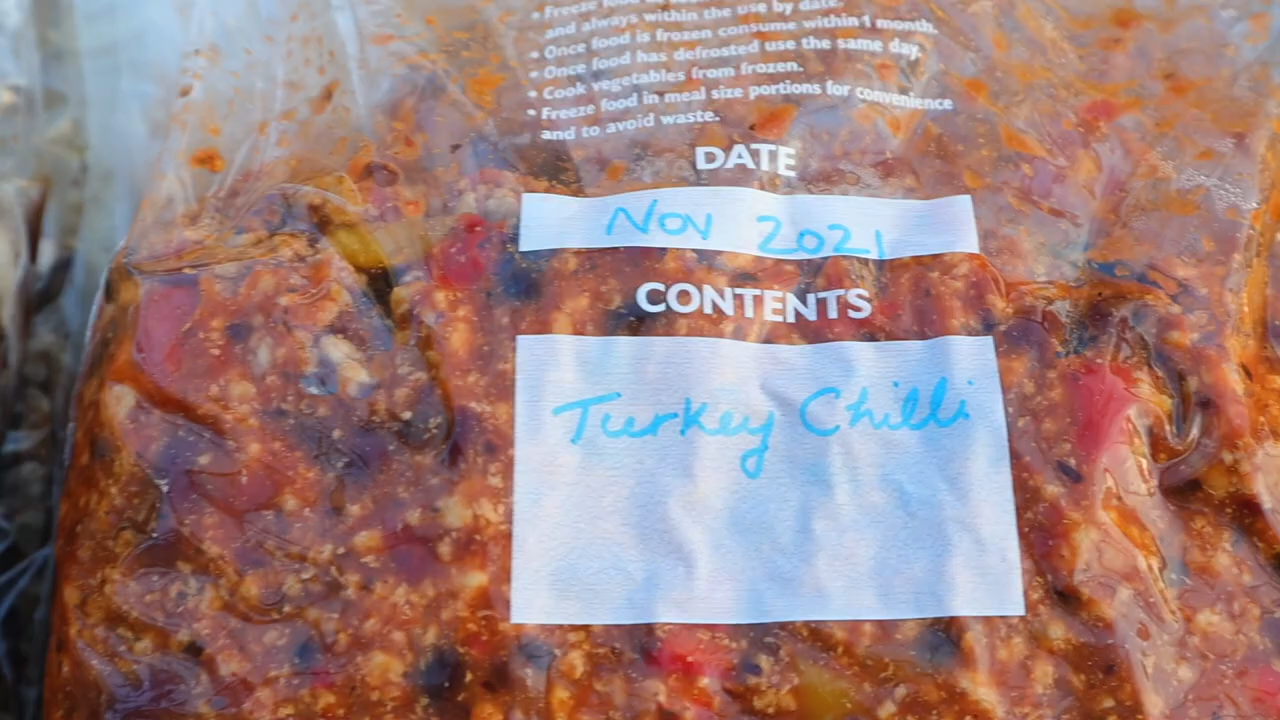 • Freeze food
and always within the use by date.
• Once food is frozen consume within 1 month.
• Once food has defrosted use the same day.
• Cook vegetables from frozen.
• Freeze food in meal size portions for convenience
and to avoid waste.
DATE
Nov 2021
CONTENTS
Turkey Chilli